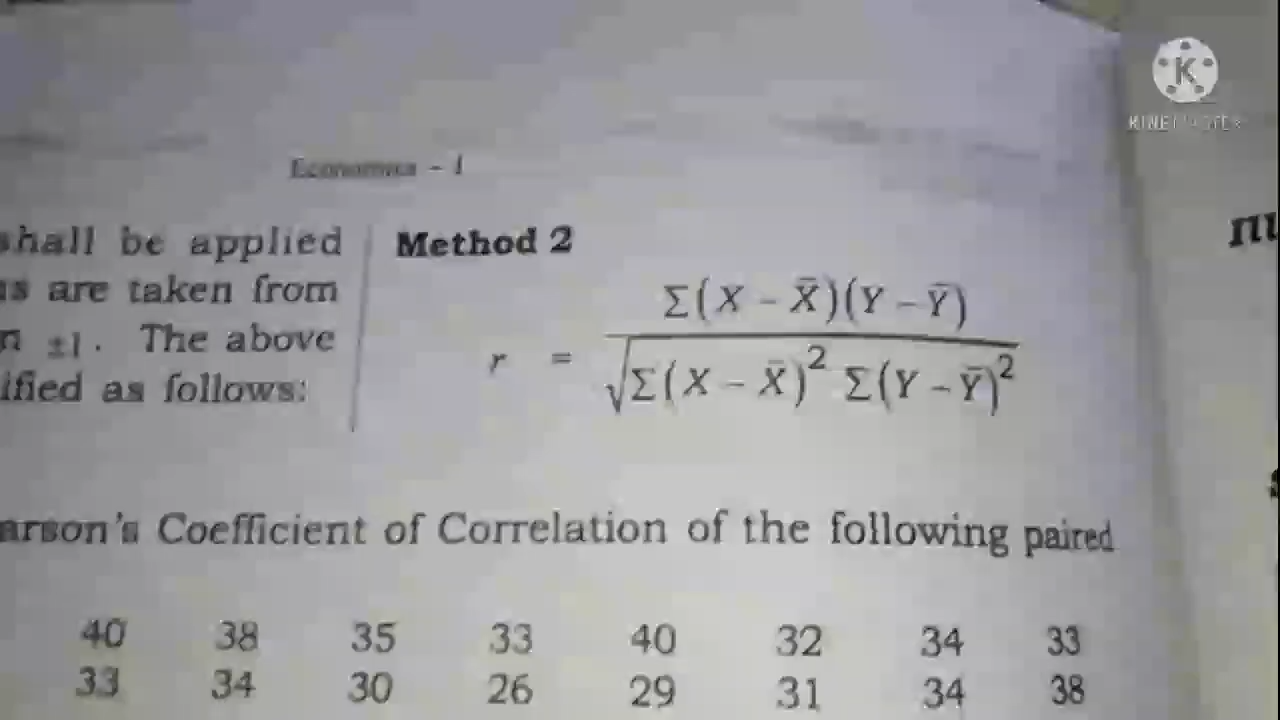 Economics - 1
shall be applied
are taken from
±1. The above
as follows:
Method 2
r = Σ(X - X̄)(Y - Ȳ) / √Σ(X - X̄)² Σ(Y - Ȳ)²
arson's Coefficient of Correlation of the following paired
40 38 35 33 40 32 34 33
33 34 30 26 29 31 34 38
K